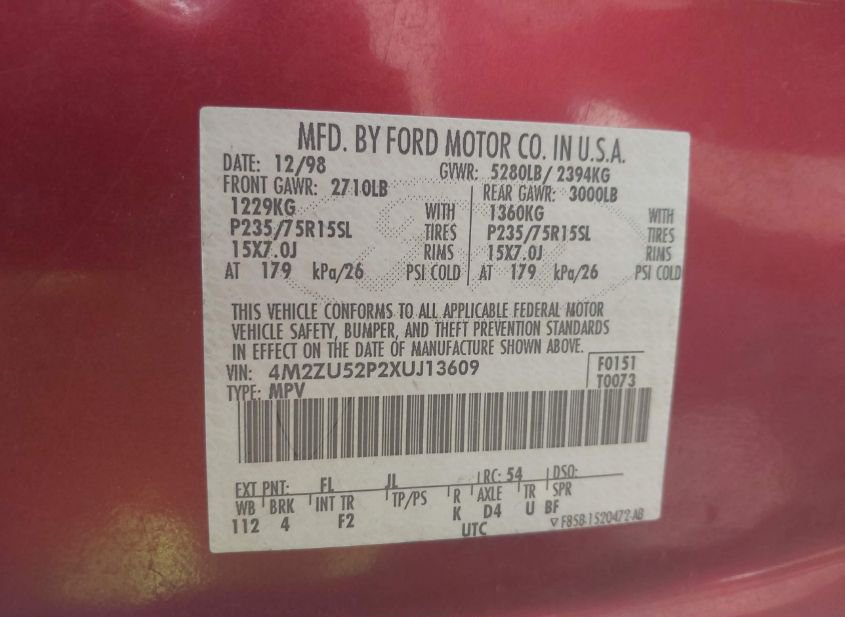 MFD. BY FORD MOTOR CO. IN U.S.A.
DATE: 12/98 GVWR: 5280LB/ 2394KG
FRONT GAWR: 2710LB REAR GAWR: 3000LB
1229KG WITH 1360KG WITH
P235/75R15SL TIRES P235/75R15SL TIRES
15X7.0J RIMS 15X7.0J RIMS
AT 179 kPa/26 PSI COLD AT 179 kPa/26 PSI COLD
THIS VEHICLE CONFORMS TO ALL APPLICABLE FEDERAL MOTOR
VEHICLE SAFETY, BUMPER, AND THEFT PREVENTION STANDARDS
IN EFFECT ON THE DATE OF MANUFACTURE SHOWN ABOVE.
VIN: 4M2ZU52P2XUJ13609 F0151
TYPE: MPV T0073
EXT PNT: FL JL RC: 54 DSO:
WB BRK INT TR TP/PS R AXLE TR SPR
112 4 F2 K D4 U BF
UTC ▽F85B-1520472-AB